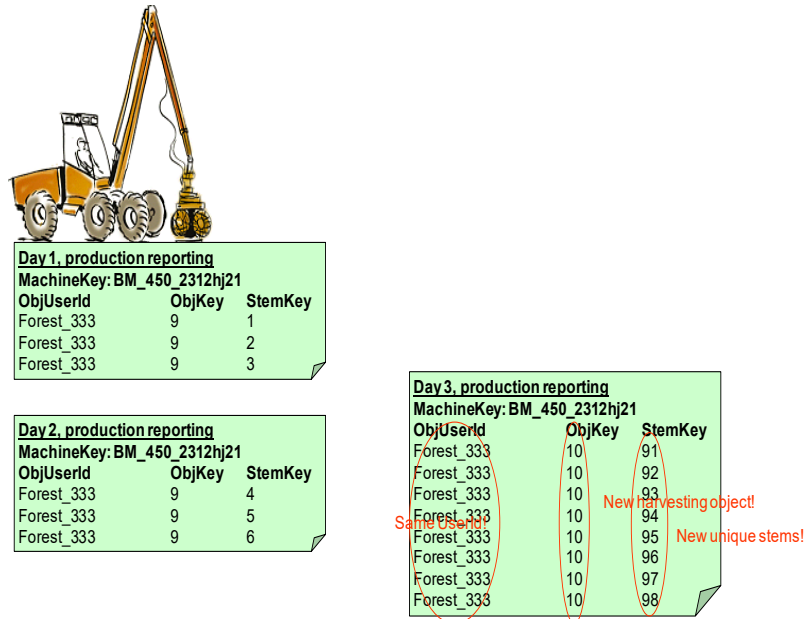 Day 1, production reporting
MachineKey: BM_450_2312hj21
ObjUserId ObjKey StemKey
Forest_333 9 1
Forest_333 9 2
Forest_333 9 3
Day 2, production reporting
MachineKey: BM_450_2312hj21
ObjUserId ObjKey StemKey
Forest_333 9 4
Forest_333 9 5
Forest_333 9 6
Day 3, production reporting
MachineKey: BM_450_2312hj21
ObjUserId ObjKey StemKey
Forest_333 10 91
Forest_333 10 92
Forest_333 10 93
New harvesting object!
Forest_333 10 94
Same UserId!
Forest_333 10 95
New unique stems!
Forest_333 10 96
Forest_333 10 97
Forest_333 10 98